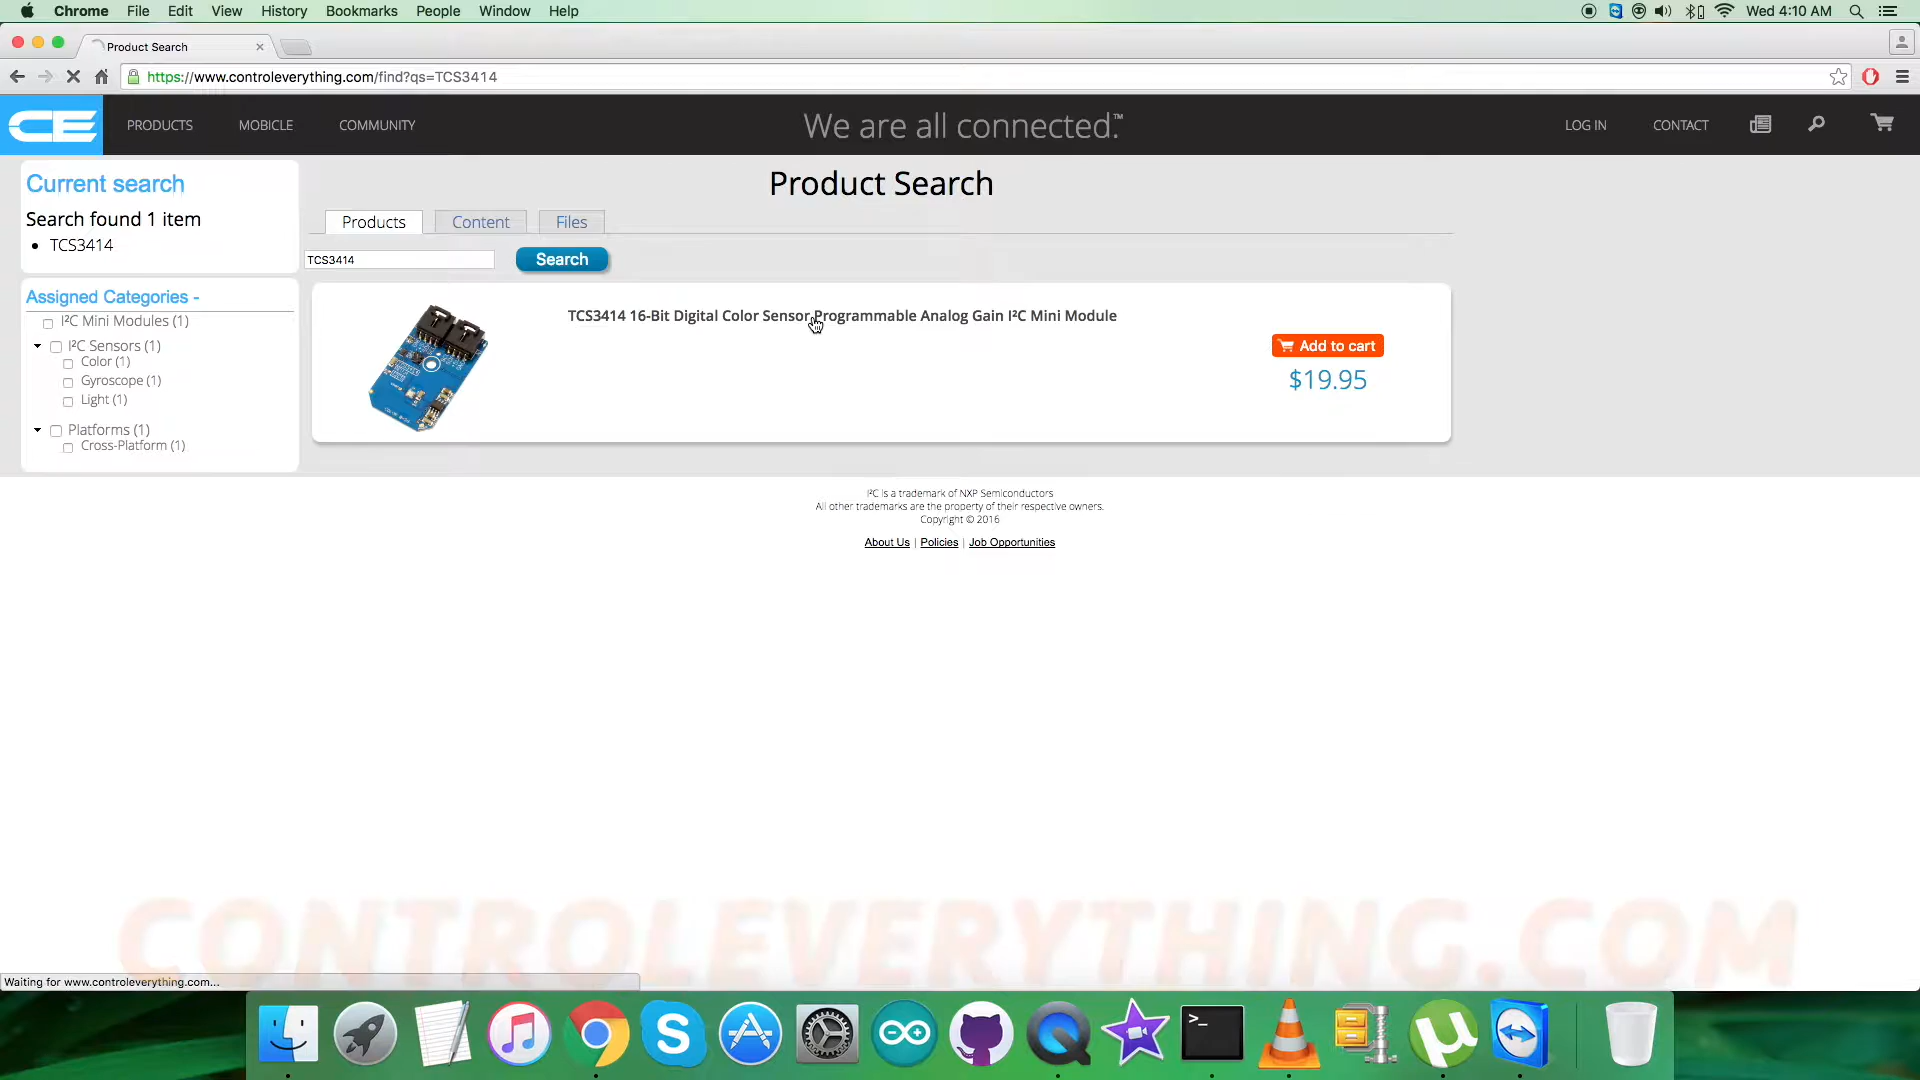 Chrome File Edit View History Bookmarks People Window Help Wed 4:10 AM
Product Search
https://www.controleverything.com/find?qs=TCS3414
CE PRODUCTS MOBICLE COMMUNITY We are all connected.™ LOG IN CONTACT
Current search
Search found 1 item
• TCS3414
Assigned Categories -
I²C Mini Modules (1)
I²C Sensors (1)
Color (1)
Gyroscope (1)
Light (1)
Platforms (1)
Cross-Platform (1)
Product Search
Products Content Files
TCS3414 Search
TCS3414 16-Bit Digital Color Sensor Programmable Analog Gain I²C Mini Module
Add to cart
$19.95
I²C is a trademark of NXP Semiconductors
All other trademarks are the property of their respective owners.
Copyright © 2016
About Us | Policies | Job Opportunities
CONTROLEVERYTHING.COM
Waiting for www.controleverything.com...